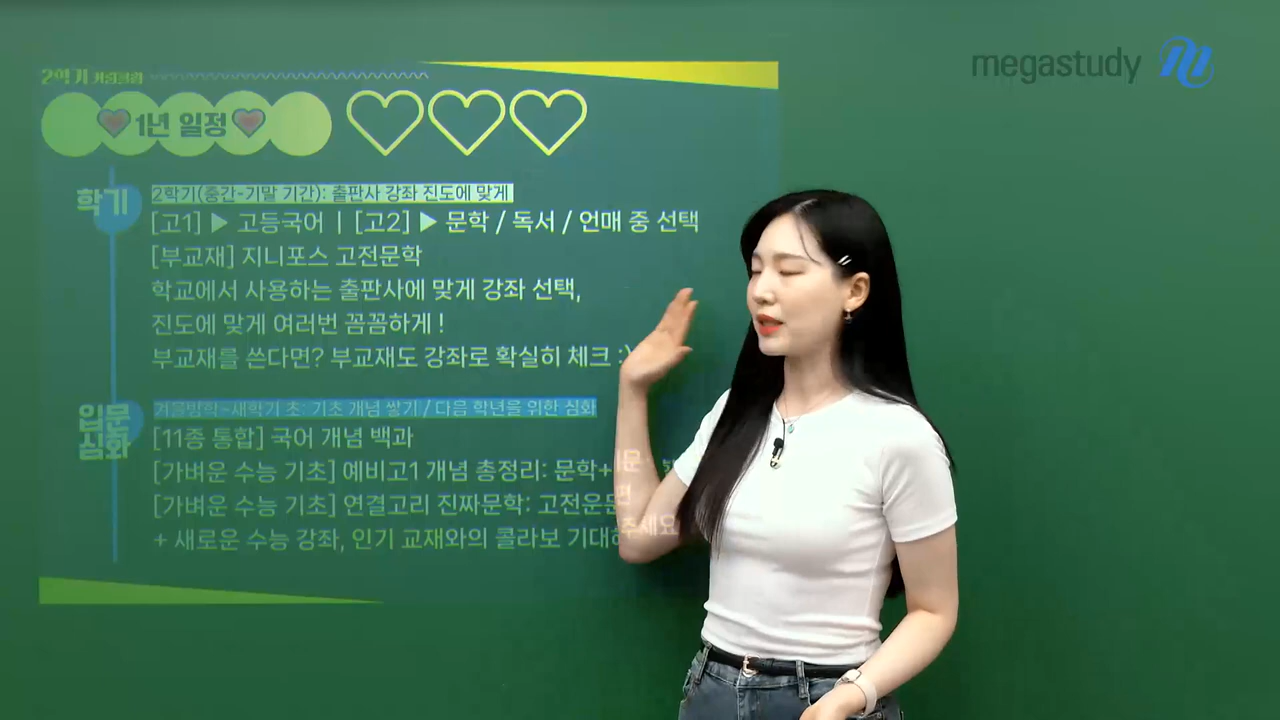 megastudy
2학기 커리큘럼
1년 일정
학기
2학기(중간-기말 기간): 출판사 강좌 진도에 맞게
[고1] ▶ 고등국어 | [고2] ▶ 문학 / 독서 / 언매 중 선택
[부교재] 지니포스 고전문학
학교에서 사용하는 출판사에 맞게 강좌 선택,
진도에 맞게 여러번 꼼꼼하게 !
부교재를 쓴다면? 부교재도 강좌로 확실히 체크 :)
입문
심화
겨울방학~새학기 초: 기초 개념 쌓기 / 다음 학년을 위한 심화
[11종 통합] 국어 개념 백과
[가벼운 수능 기초] 예비고1 개념 총정리: 문학+
[가벼운 수능 기초] 연결고리 진짜문학: 고전운문편
+ 새로운 수능 강좌, 인기 교재와의 콜라보 기대해주세요